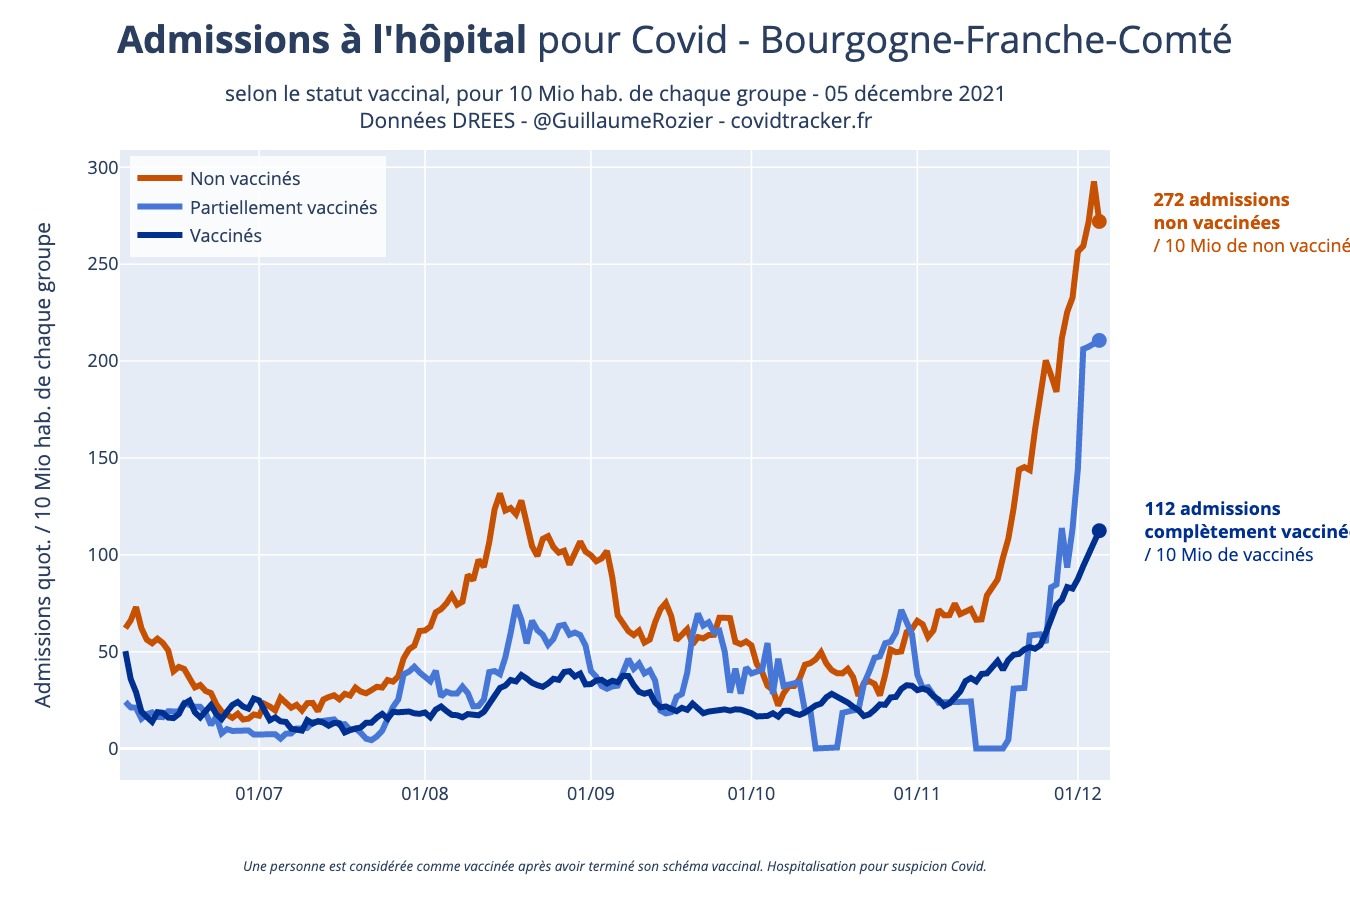 Admissions à l'hôpital pour Covid - Bourgogne-Franche-Comté
selon le statut vaccinal, pour 10 Mio hab. de chaque groupe - 05 décembre 2021
Données DREES - @GuillaumeRozier - covidtracker.fr
Admissions quot. / 10 Mio hab. de chaque groupe
300
250
200
150
100
50
0
Non vaccinés
Partiellement vaccinés
Vaccinés
272 admissions
non vaccinées
/ 10 Mio de non vacciné
112 admissions
complètement vacciné
/ 10 Mio de vaccinés
01/07
01/08
01/09
01/10
01/11
01/12
Une personne est considérée comme vaccinée après avoir terminé son schéma vaccinal. Hospitalisation pour suspicion Covid.